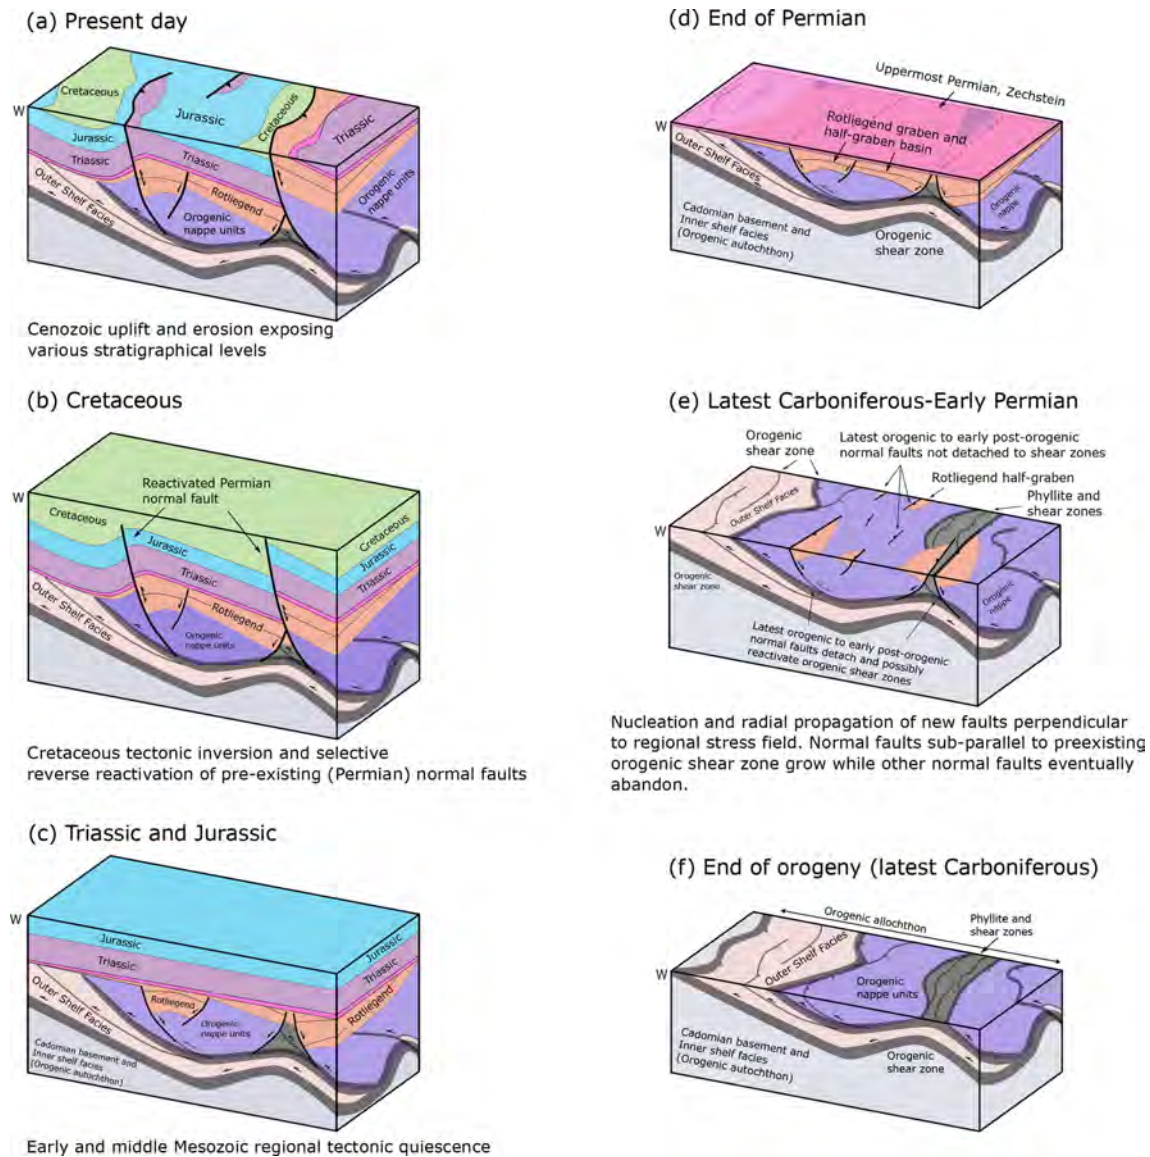 (a) Present day
W
Cretaceous
Jurassic
Cretaceous
Triassic
Jurassic
Triassic
Triassic
Outer Shelf Facies
Rotliegend
Orogenic
nappe units
Orogenic
nappe units
Cenozoic uplift and erosion exposing
various stratigraphical levels
(b) Cretaceous
W
Reactivated Permian
normal fault
Cretaceous
Jurassic
Triassic
Cretaceous
Jurassic
Triassic
Outer Shelf Facies
Rotliegend
Orogenic
nappe units
Cretaceous tectonic inversion and selective
reverse reactivation of pre-existing (Permian) normal faults
(c) Triassic and Jurassic
W
Jurassic
Triassic
Jurassic
Triassic
Rotliegend
Outer Shelf Facies
Rotliegend
Orogenic
nappe units
Cadomian basement and
Inner shelf facies
(Orogenic autochthon)
Early and middle Mesozoic regional tectonic quiescence
(d) End of Permian
W
Uppermost Permian, Zechstein
Rotliegend graben and
half-graben basin
Outer Shelf Facies
Orogenic
nappe
Cadomian basement and
Inner shelf facies
(Orogenic autochthon)
Orogenic
shear zone
(e) Latest Carboniferous-Early Permian
Orogenic
shear zone
Latest orogenic to early post-orogenic
normal faults not detached to shear zones
Rotliegend half-graben
Phyllite and
shear zones
W
Outer Shelf Facies
Orogenic
shear zone
Orogenic
nappe
Latest orogenic to early post-orogenic
normal faults detach and possibly
reactivate orogenic shear zones
Nucleation and radial propagation of new faults perpendicular
to regional stress field. Normal faults sub-parallel to preexisting
orogenic shear zone grow while other normal faults eventually
abandon.
(f) End of orogeny (latest Carboniferous)
Orogenic allochthon
Phyllite and
shear zones
W
Outer Shelf Facies
Orogenic
nappe units
Cadomian basement and
Inner shelf facies
(Orogenic autochthon)
Orogenic
shear zone